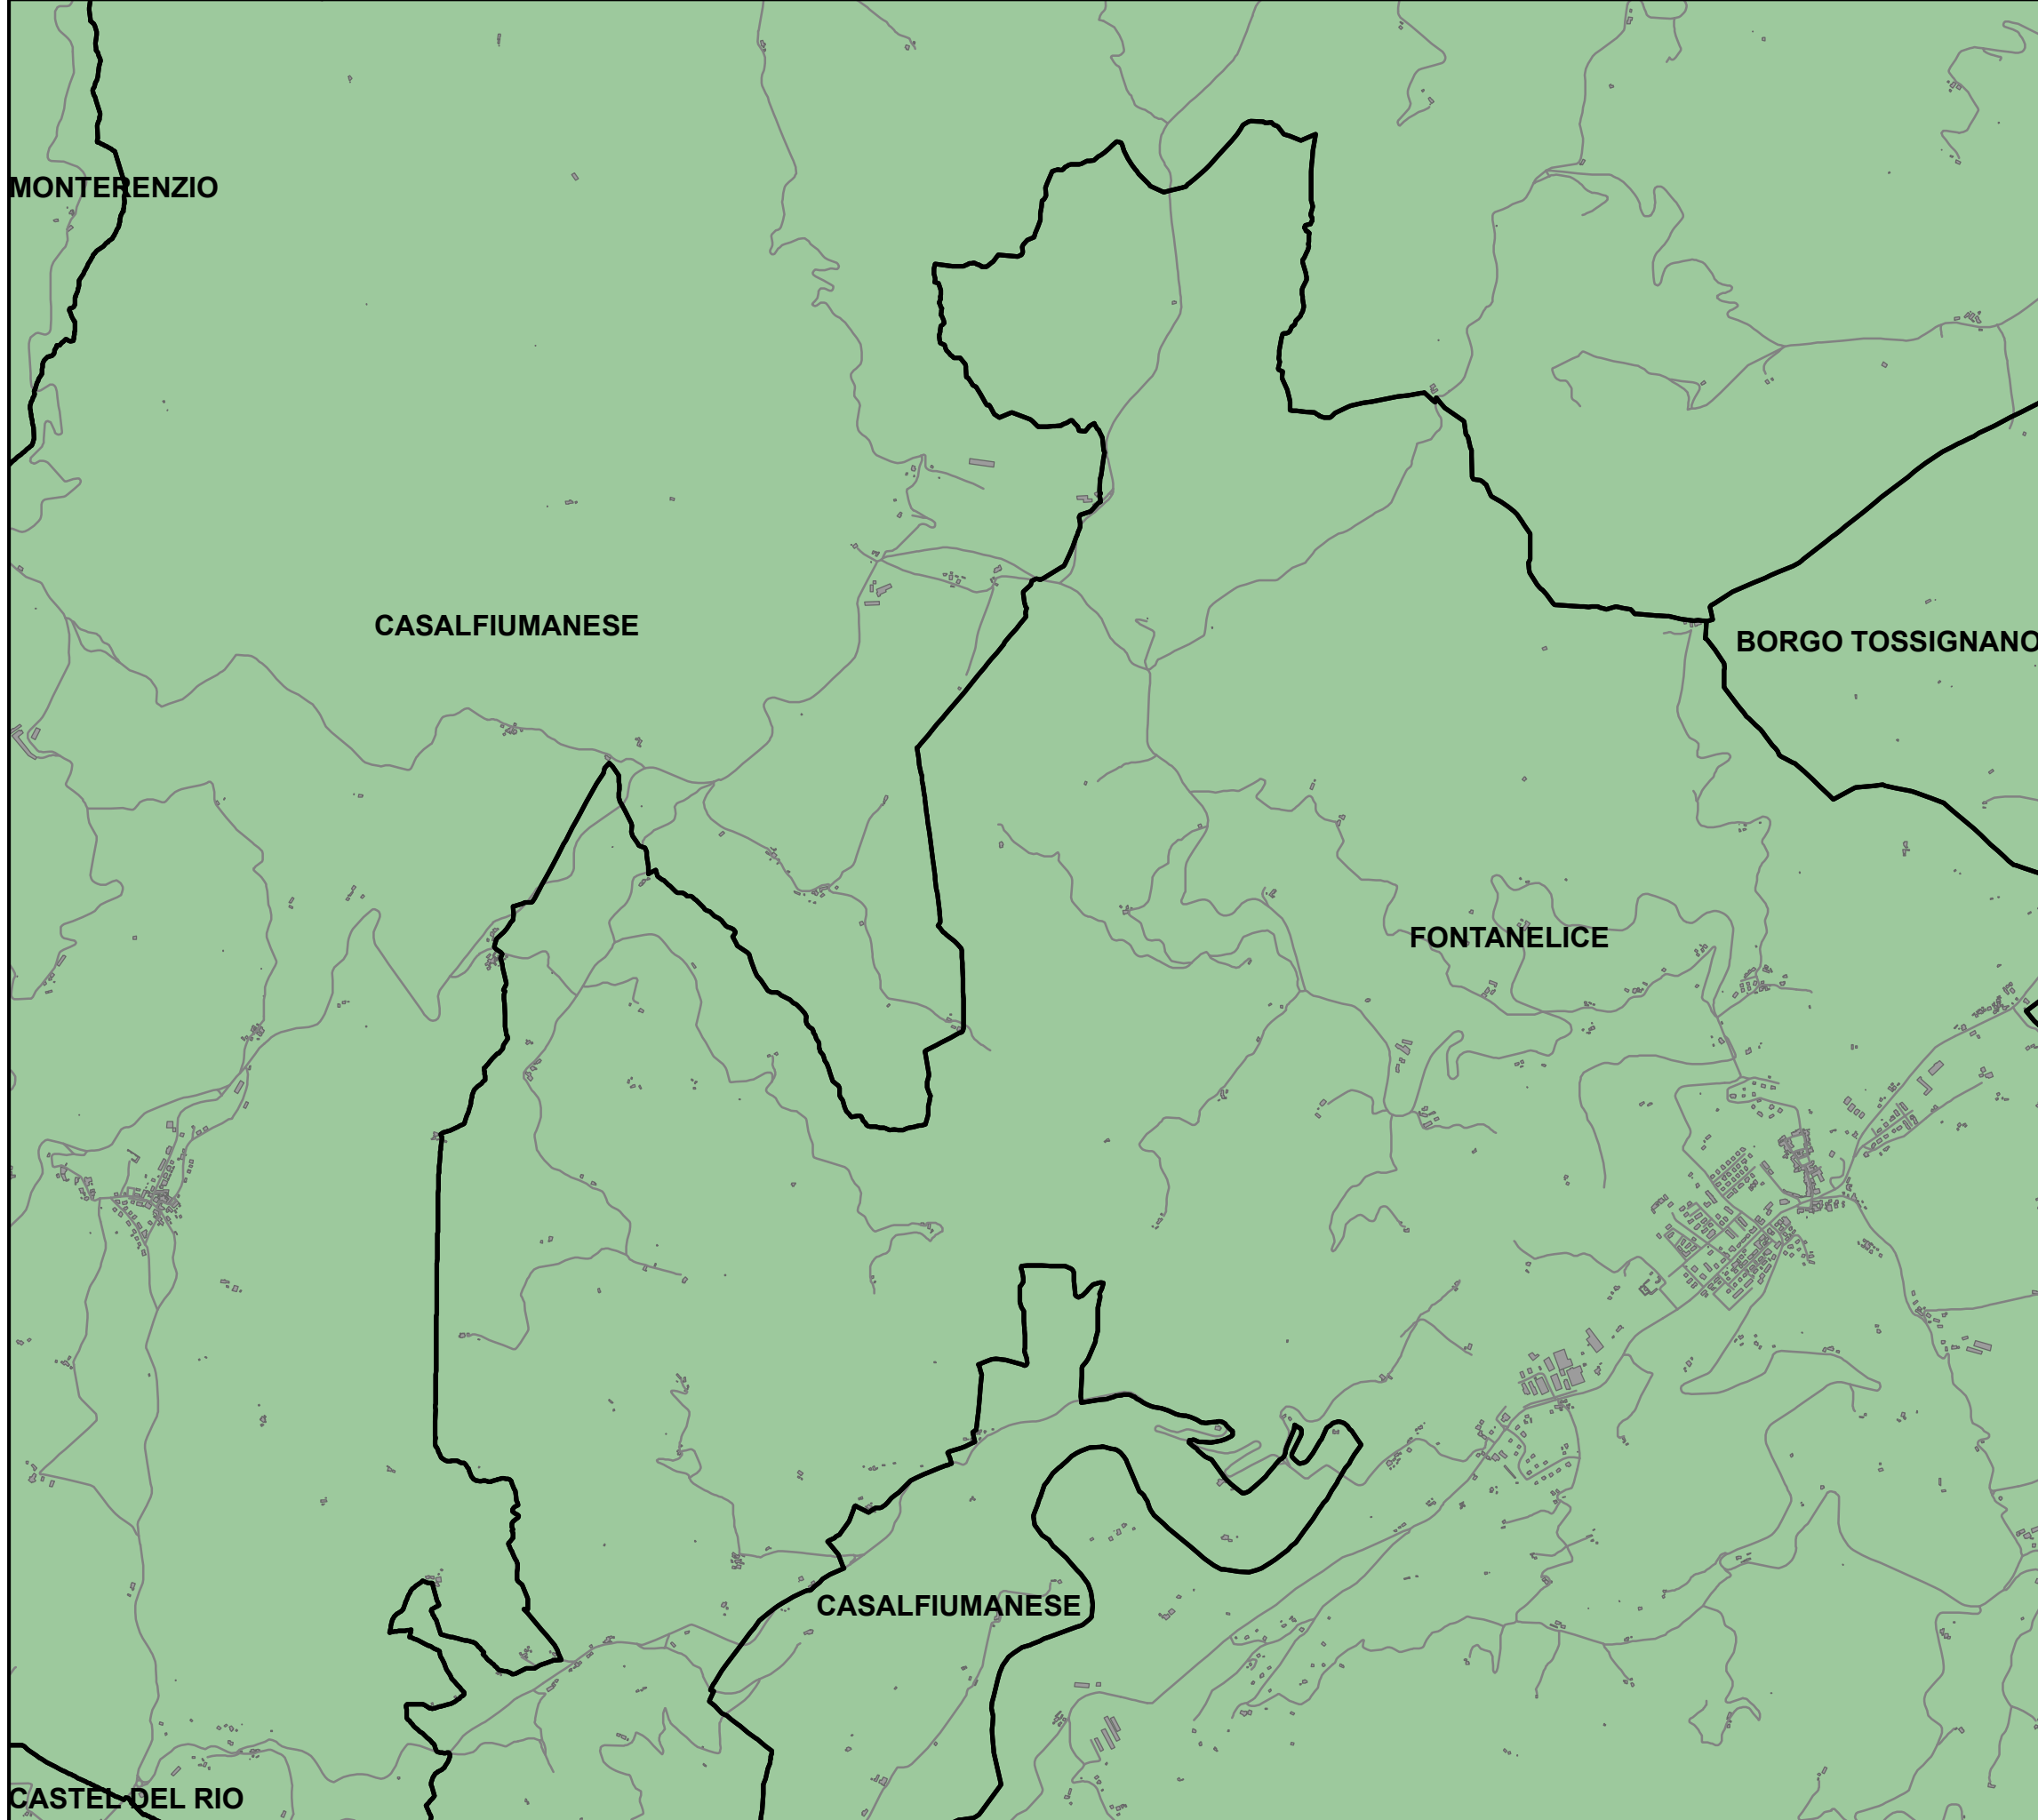 MONTERENZIO
CASALFIUMANESE
BORGO TOSSIGNANO
FONTANELICE
CASALFIUMANESE
CASTEL DEL RIO